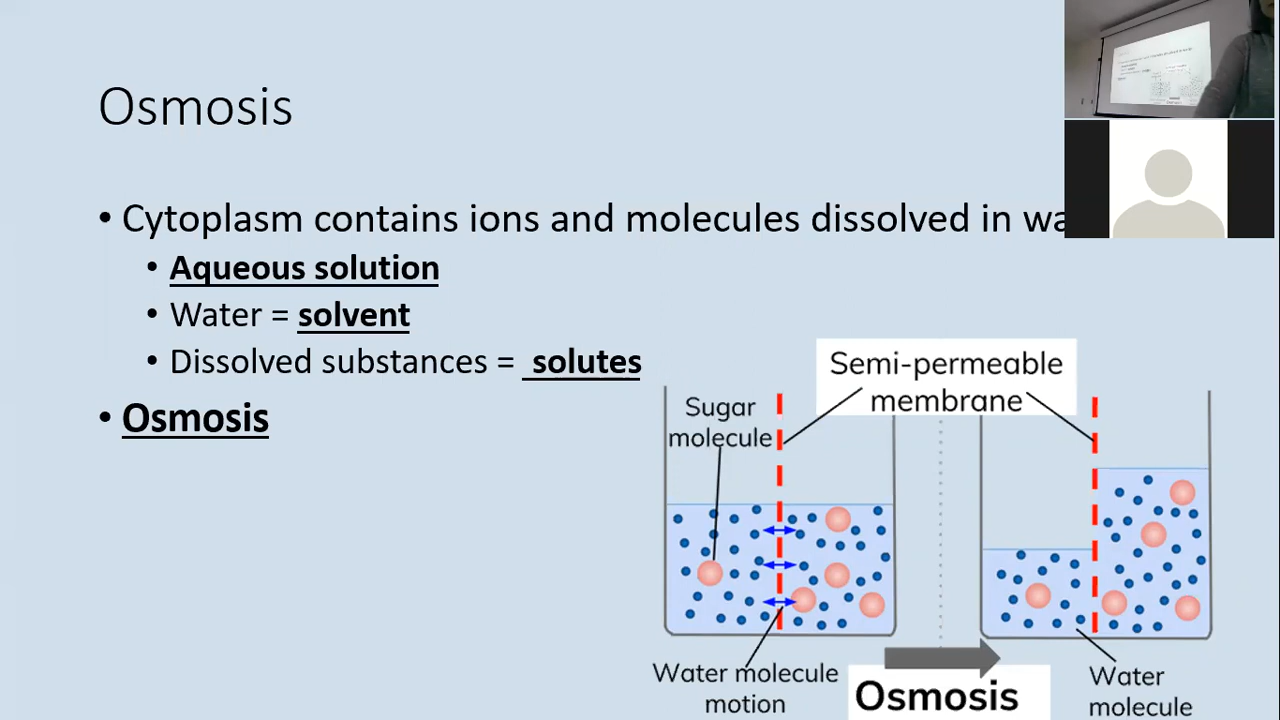 Osmosis
• Cytoplasm contains ions and molecules dissolved in
• Aqueous solution
• Water = solvent
• Dissolved substances = solutes
• Osmosis
Semi-permeable
membrane
Sugar
molecule
Water molecule
motion
Osmosis
Water
molecule